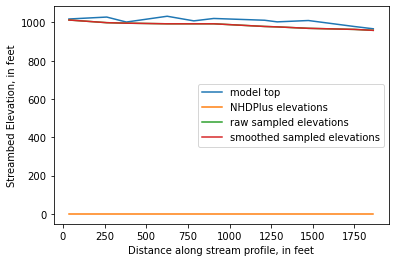 1000
800
600
400
200
0
Streambed Elevation, in feet
model top
NHDPlus elevations
raw sampled elevations
smoothed sampled elevations
0 250 500 750 1000 1250 1500 1750
Distance along stream profile, in feet